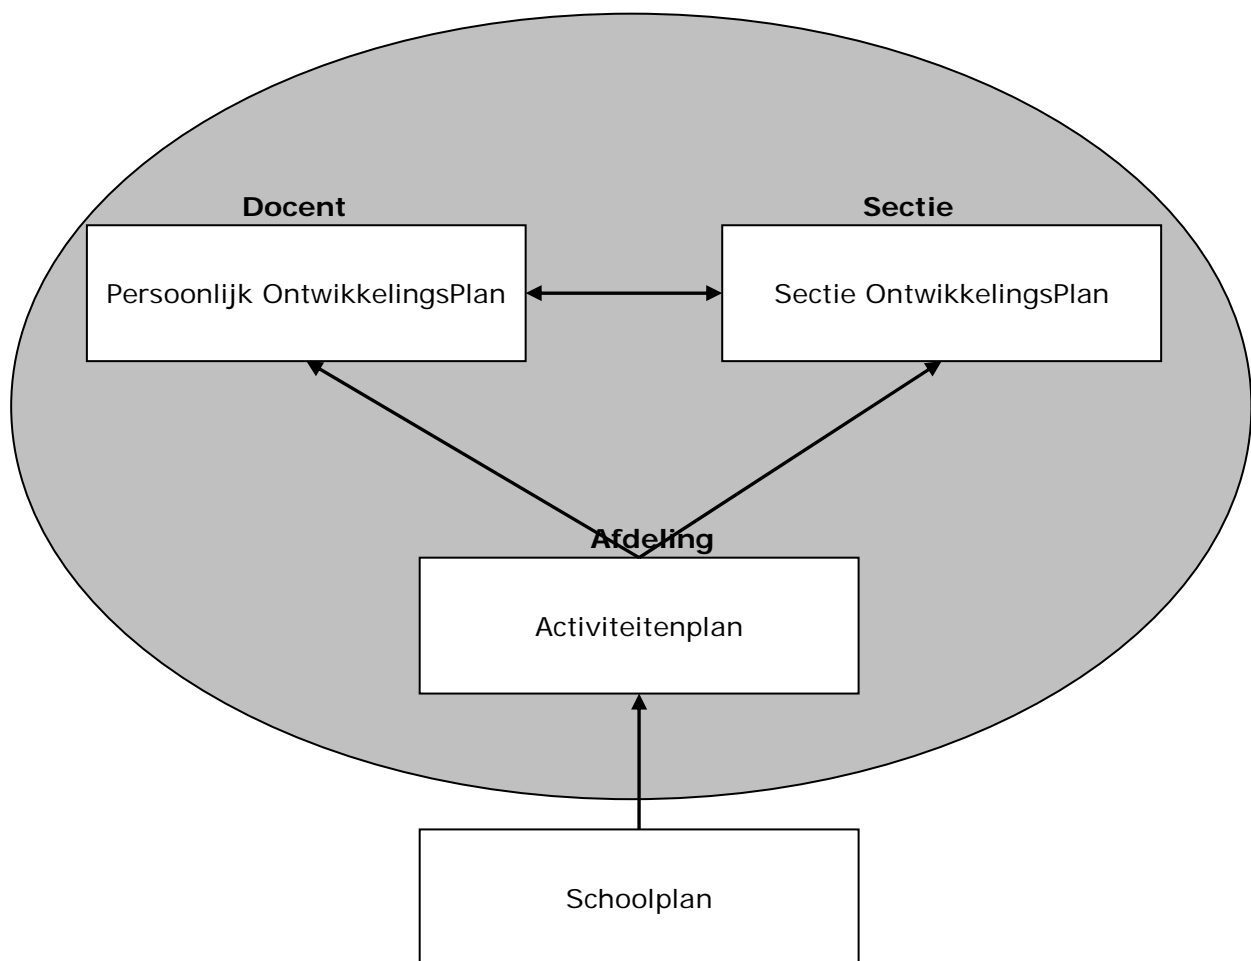 Docent
Sectie
Persoonlijk OntwikkelingsPlan
Sectie OntwikkelingsPlan
Afdeling
Activiteitenplan
Schoolplan